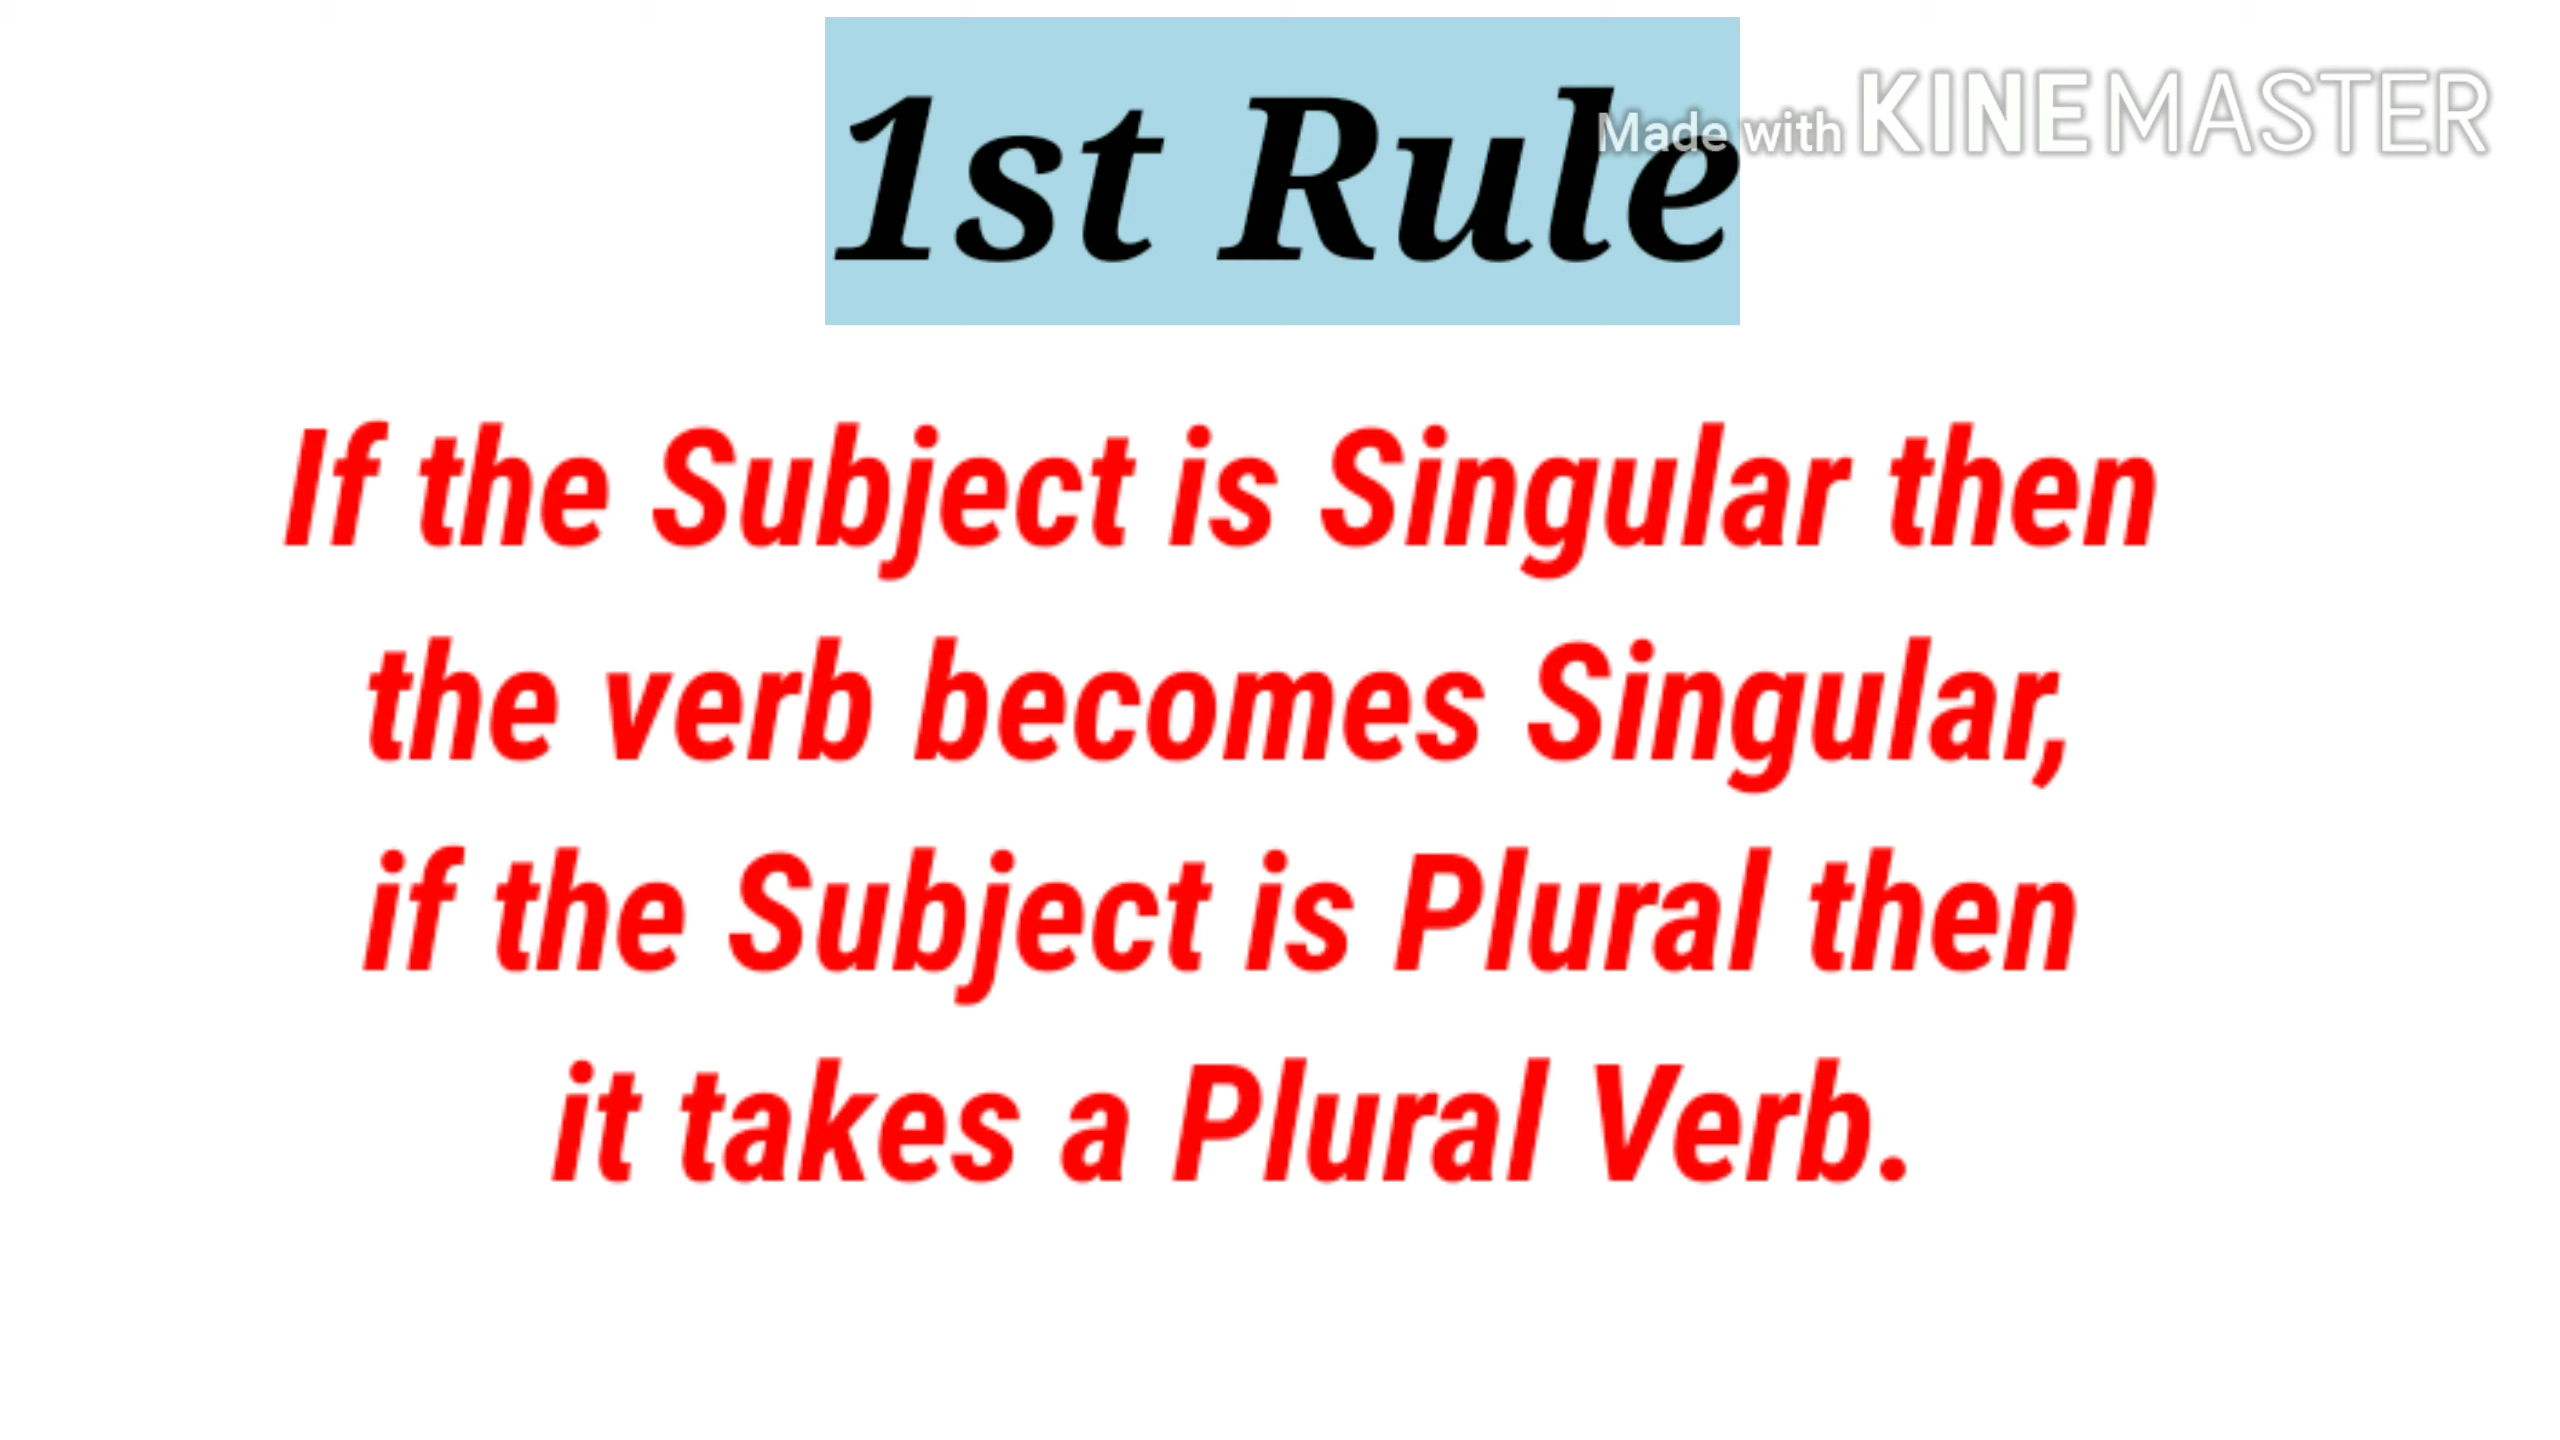 1st Rule
Made with KINEMASTER
If the Subject is Singular then
the verb becomes Singular,
if the Subject is Plural then
it takes a Plural Verb.